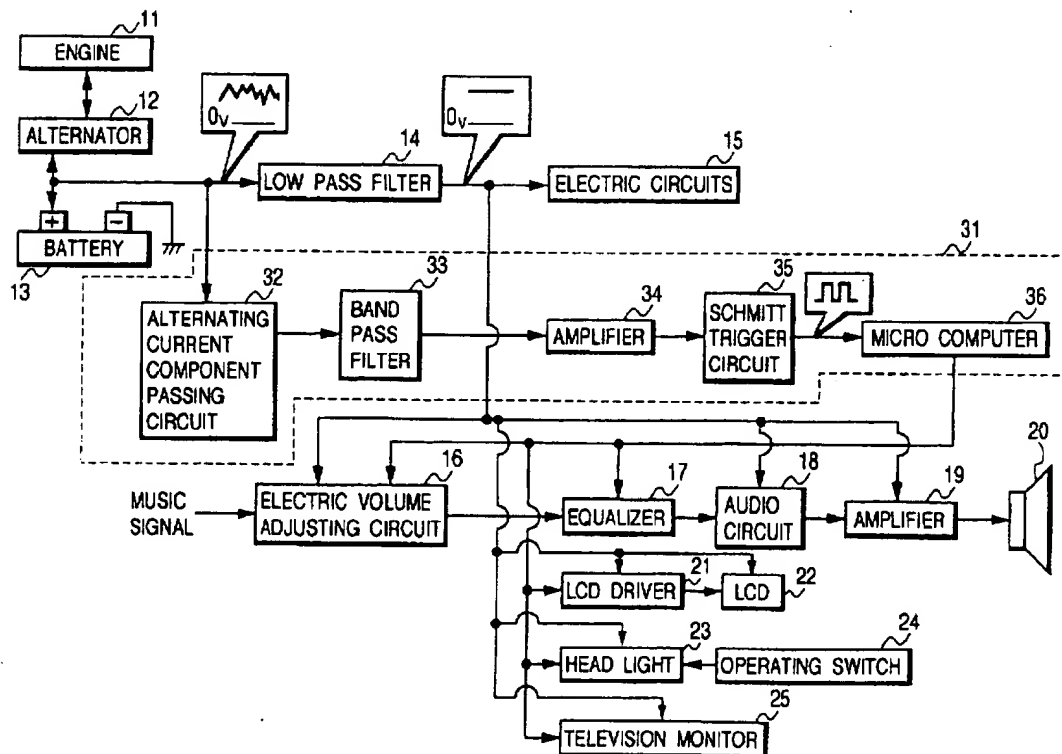 11
ENGINE
12
ALTERNATOR
0V
0V
14
LOW PASS FILTER
15
ELECTRIC CIRCUITS
+
−
BATTERY
13
31
32
ALTERNATING
CURRENT
COMPONENT
PASSING
CIRCUIT
33
BAND
PASS
FILTER
34
AMPLIFIER
35
SCHMITT
TRIGGER
CIRCUIT
36
MICRO COMPUTER
MUSIC
SIGNAL
16
ELECTRIC VOLUME
ADJUSTING CIRCUIT
17
EQUALIZER
18
AUDIO
CIRCUIT
19
AMPLIFIER
20
21
LCD DRIVER
LCD
22
23
HEAD LIGHT
24
OPERATING SWITCH
25
TELEVISION MONITOR